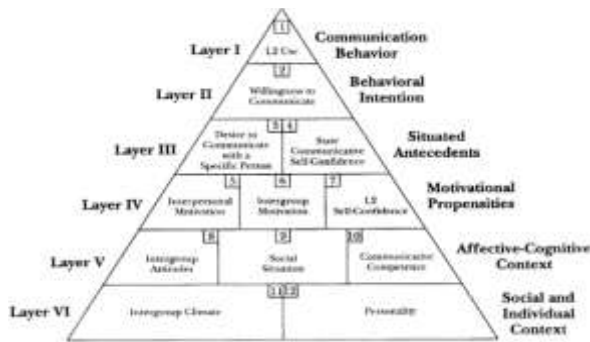 1
Layer I
L2 Use
Communication
Behavior
2
Layer II
Willingness to
Communicate
Behavioral
Intention
3 4
Layer III
Desire to
Communicate
with a
Specific Person
State
Communicative
Self-Confidence
Situated
Antecedents
5 6 7
Layer IV
Interpersonal
Motivation
Intergroup
Motivation
L2
Self-Confidence
Motivational
Propensities
8 9 10
Layer V
Intergroup
Attitudes
Social
Situation
Communicative
Competence
Affective-Cognitive
Context
11 12
Layer VI
Intergroup Climate
Personality
Social and
Individual
Context